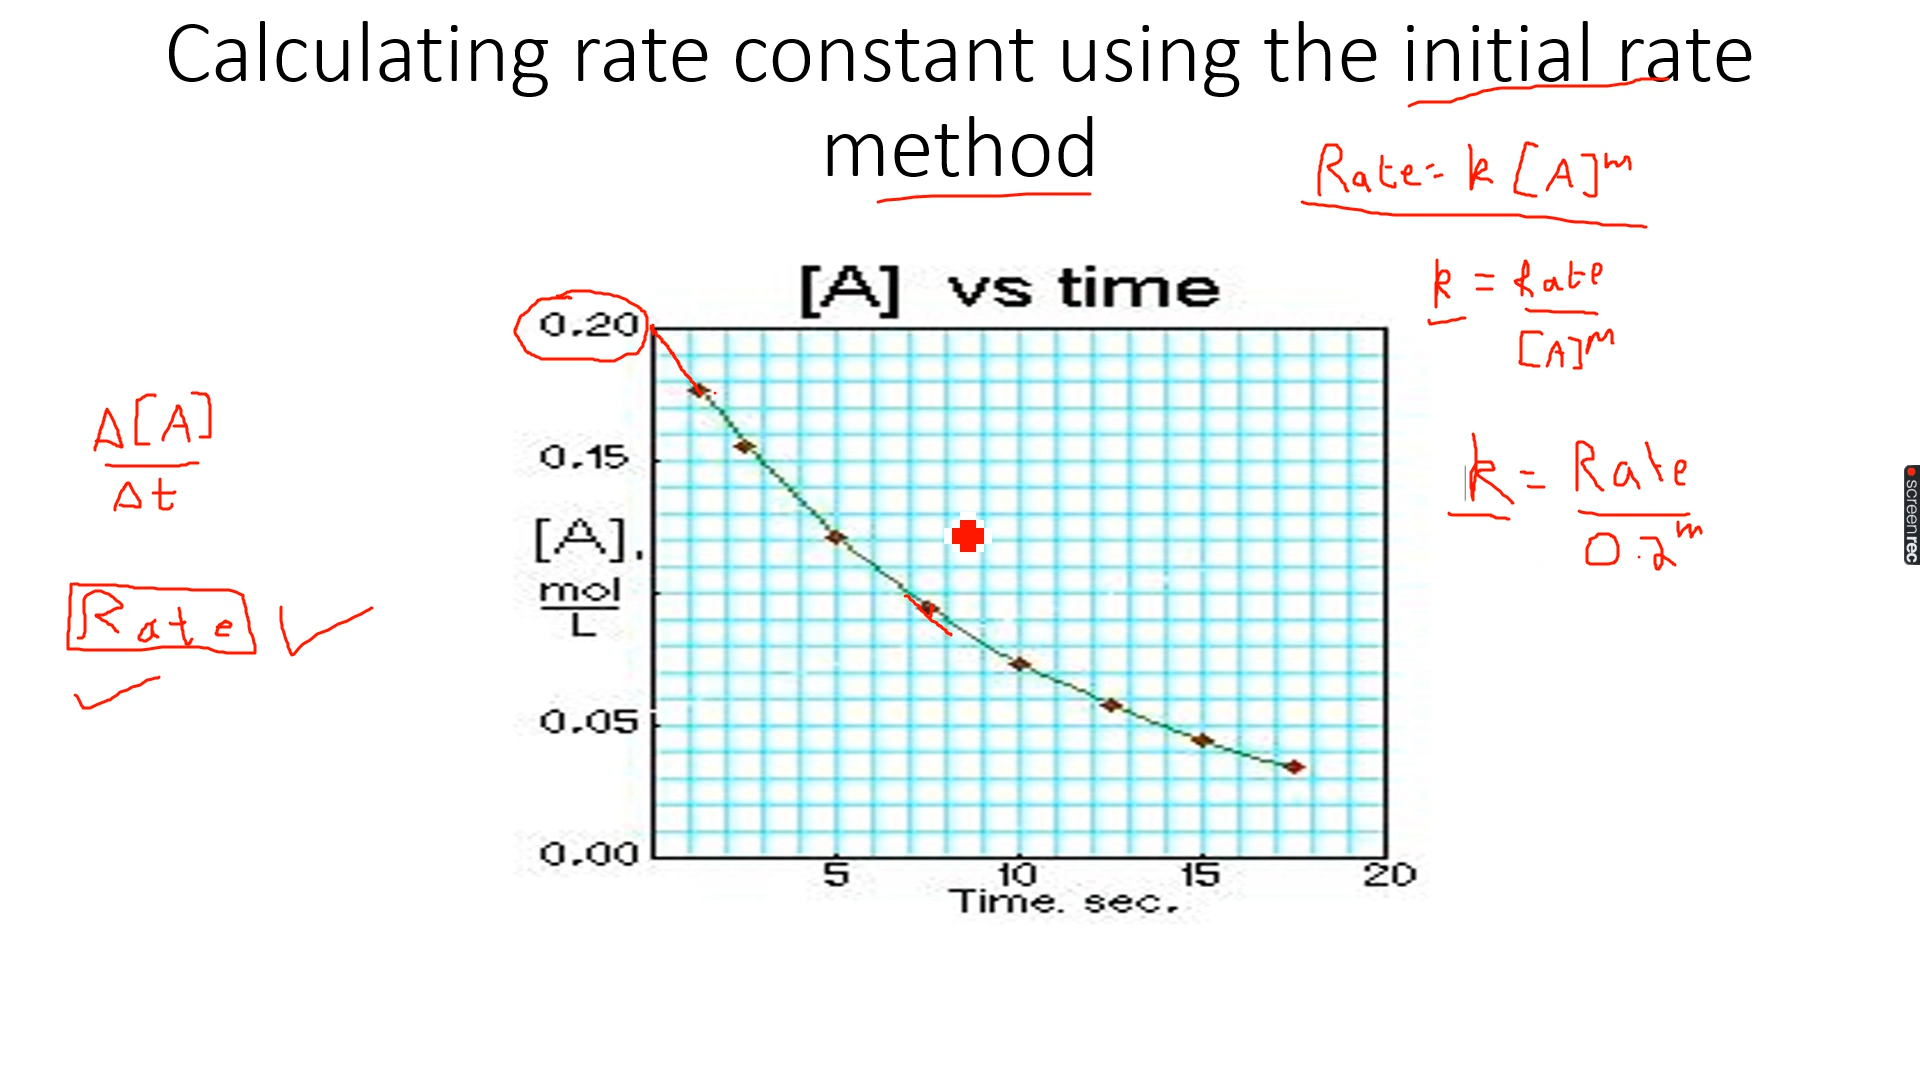 Calculating rate constant using the initial rate
method
Rate = k [A]ᵐ
k = Rate
[A]ᵐ
k = Rate
0.2ᵐ
Δ[A]
Δt
Rate
[A] vs time
0.20
0.15
[A],
mol
L
0.05
0.00
5 10 15 20
Time. sec.
screenrec